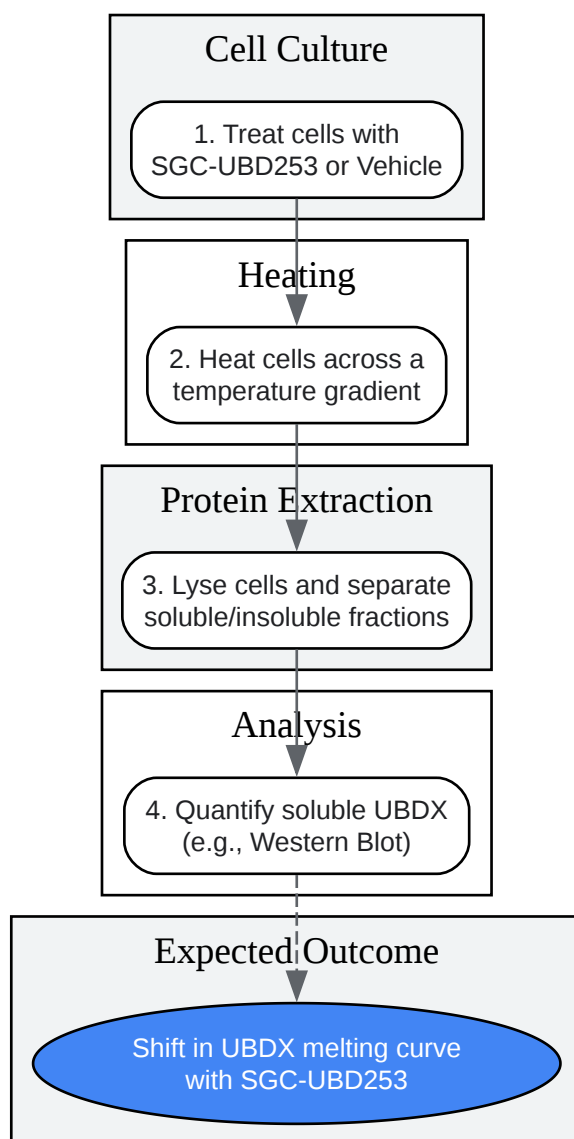 Cell Culture
1. Treat cells with
SGC-UBD253 or Vehicle
Heating
2. Heat cells across a
temperature gradient
Protein Extraction
3. Lyse cells and separate
soluble/insoluble fractions
Analysis
4. Quantify soluble UBDX
(e.g., Western Blot)
Expected Outcome
Shift in UBDX melting curve
with SGC-UBD253